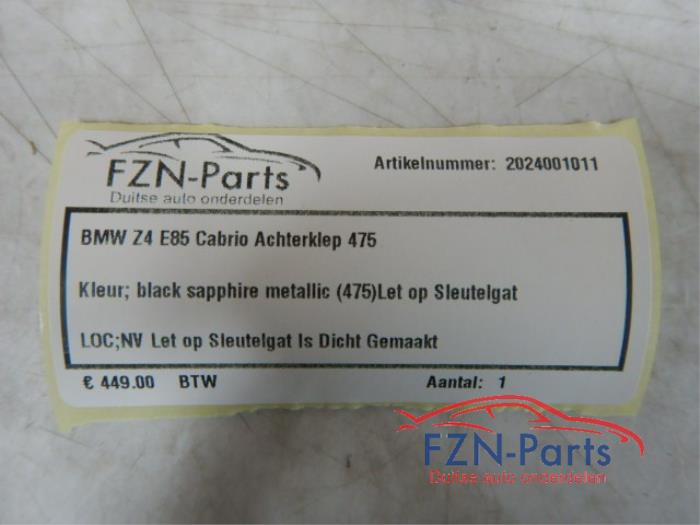 FZN-Parts
Duitse auto onderdelen
Artikelnummer: 2024001011
BMW Z4 E85 Cabrio Achterklep 475
Kleur; black sapphire metallic (475)Let op Sleutelgat
LOC;NV Let op Sleutelgat Is Dicht Gemaakt
€ 449.00 BTW
Aantal: 1
FZN-Parts
Duitse auto onderdelen